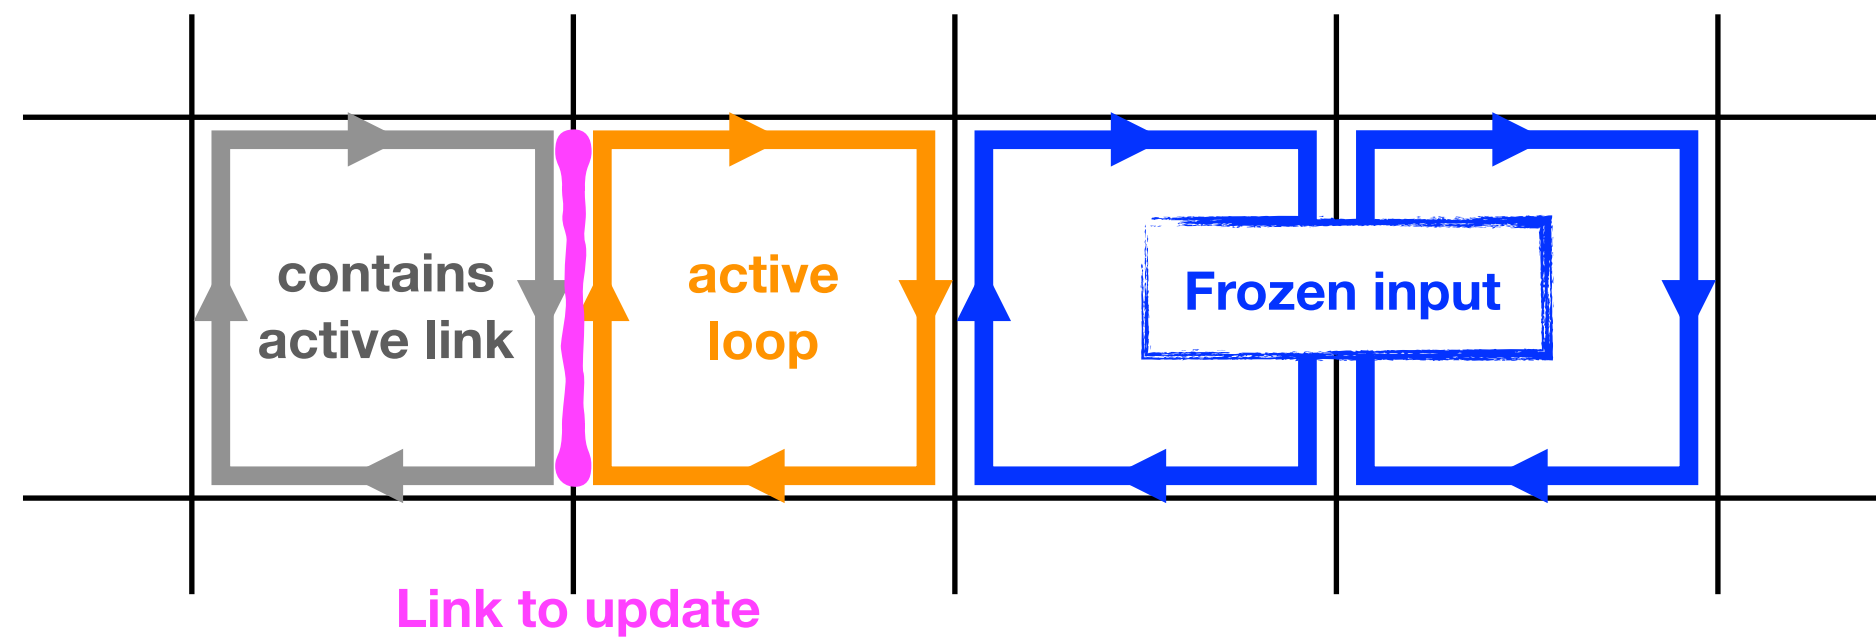 contains
active link
active
loop
Frozen input
Link to update